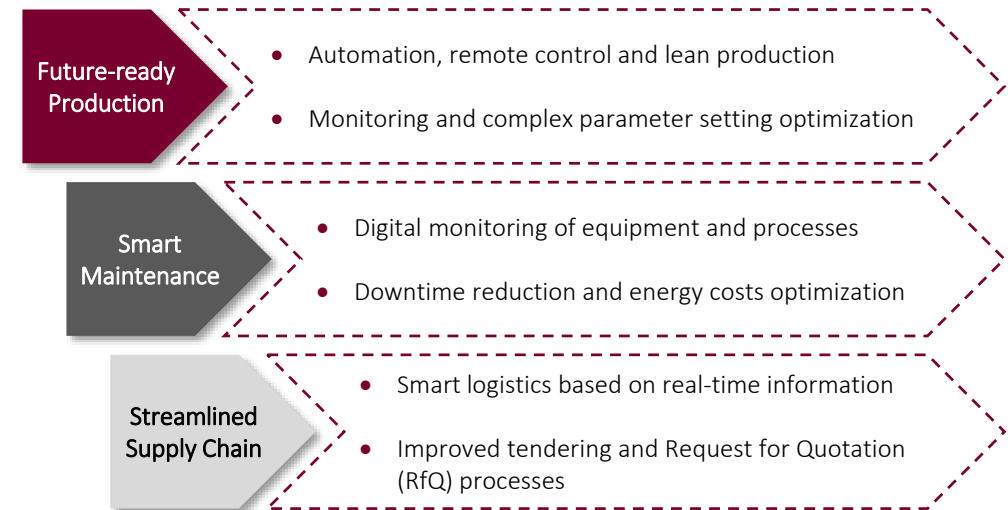 Future-ready
Production
• Automation, remote control and lean production
• Monitoring and complex parameter setting optimization
Smart
Maintenance
• Digital monitoring of equipment and processes
• Downtime reduction and energy costs optimization
Streamlined
Supply Chain
• Smart logistics based on real-time information
• Improved tendering and Request for Quotation
(RfQ) processes